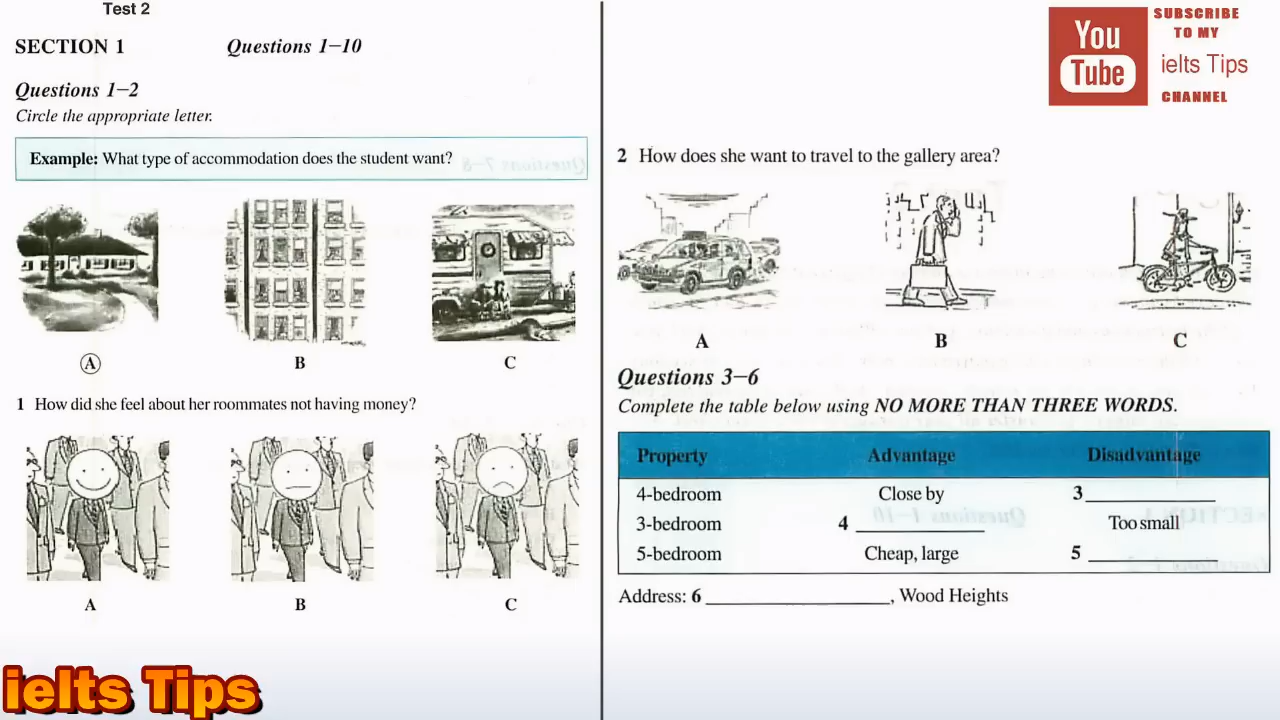 Test 2
SECTION 1 Questions 1–10
Questions 1–2
Circle the appropriate letter.
Example: What type of accommodation does the student want?
A B C
1 How did she feel about her roommates not having money?
A B C
ielts Tips
You
Tube
SUBSCRIBE
TO MY
ielts Tips
CHANNEL
2 How does she want to travel to the gallery area?
A B C
Questions 3–6
Complete the table below using NO MORE THAN THREE WORDS.
Property Advantage Disadvantage
4-bedroom Close by 3 ____________
3-bedroom 4 ____________ Too small
5-bedroom Cheap, large 5 ____________
Address: 6 ____________, Wood Heights